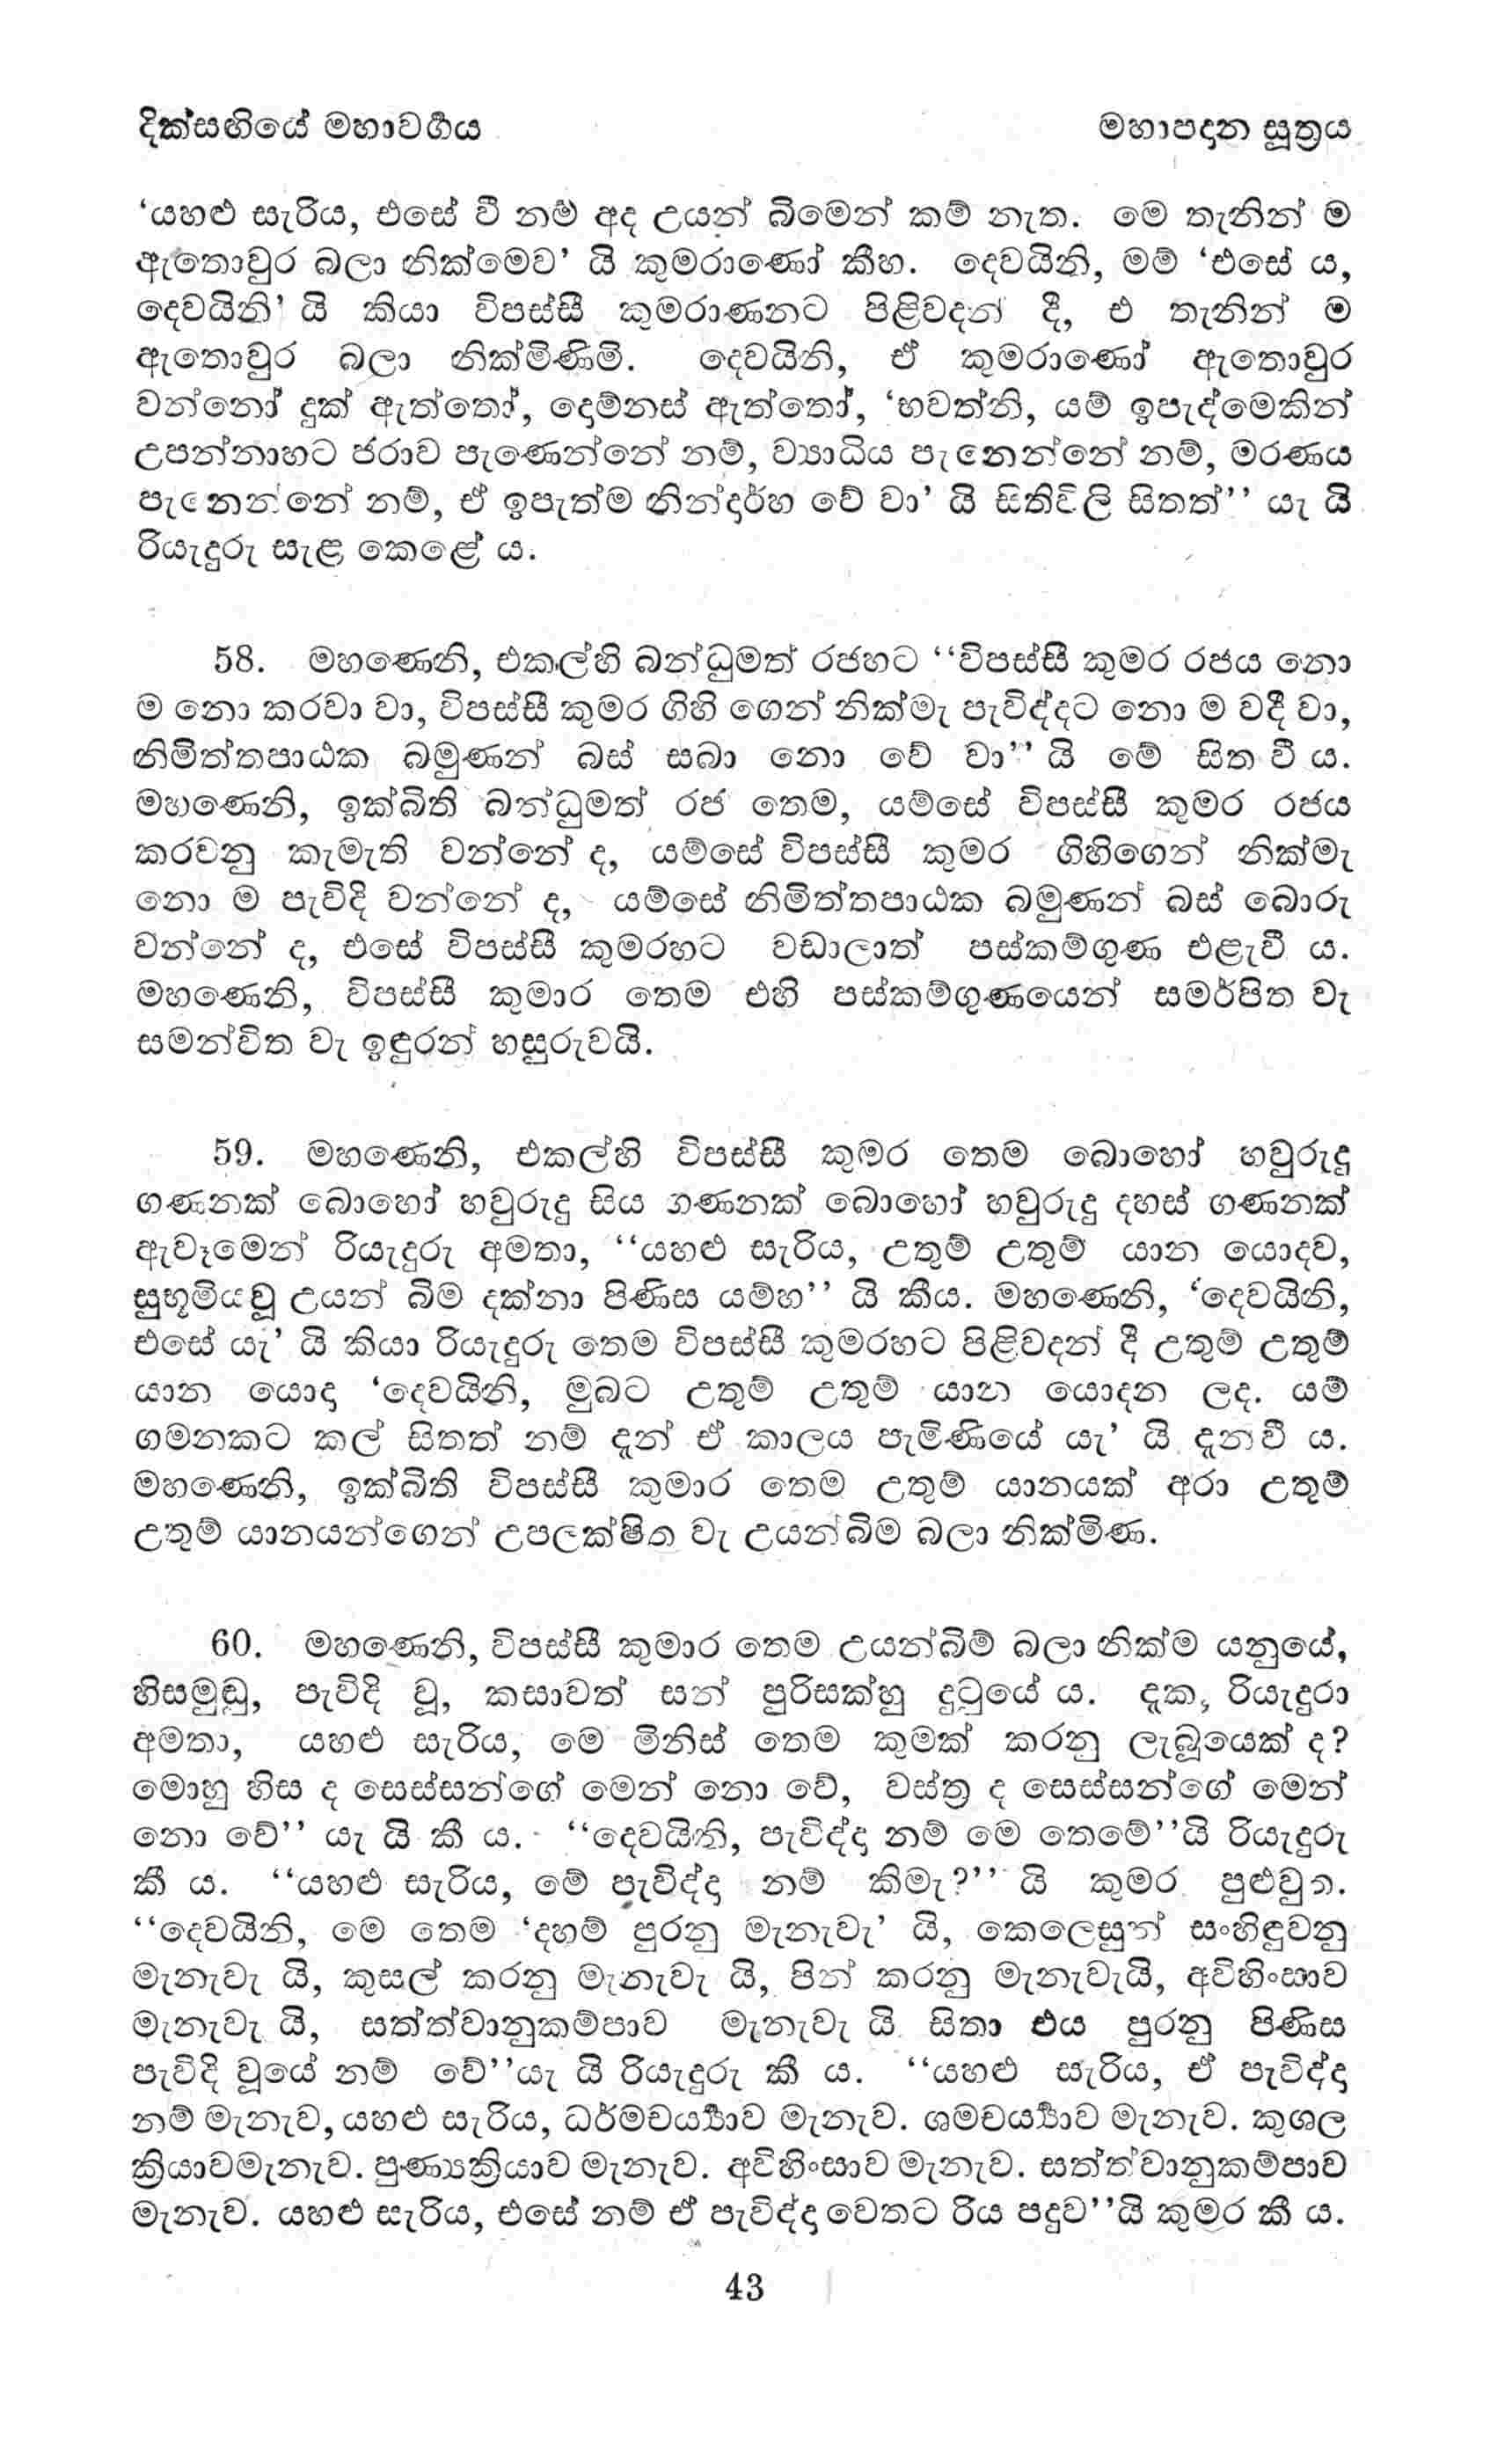 දික්සඟියේ මහාවර්‍ගය
මහාපදාන සූත්‍රය
‘යහළු සැරිය, එසේ වී නම් අද උයන් බිමෙන් කම් නැත. මෙ තැනින් ම
ඇතොවුර බලා නික්මෙව’ යි කුමරාණෝ කීහ. දෙවයිනි, මම් ‘එසේ ය,
දෙවයිනි’ යි කියා විපස්සී කුමරාණනට පිළිවදන් දී, එ තැනින් ම
ඇතොවුර බලා නික්මිණිමි. දෙවයිනි, ඒ කුමරාණෝ ඇතොවුර
වන්නෝ දුක් ඇත්තෝ, දොම්නස් ඇත්තෝ, ‘භවත්නි, යම් ඉපැද්මෙකින්
උපන්නාහට ජරාව පැණෙන්නේ නම්, ව්‍යාධිය පැනෙන්නේ නම්, මරණය
පැනෙන්නේ නම්, ඒ ඉපැත්ම නින්දාර්හ වේ වා’ යි සිතිවිලි සිතත්’’ යැ යි
රියැදුරු සැළ කෙළේ ය.
58. මහණෙනි, එකල්හි බන්ධුමත් රජහට ‘‘විපස්සී කුමර රජය නො
ම නො කරවා වා, විපස්සී කුමර ගිහි ගෙන් නික්මැ පැවිද්දට නො ම වදී වා,
නිමිත්තපාඨක බමුණන් බස් සබා නො වේ වා’’ යි මේ සිත වී ය.
මහණෙනි, ඉක්බිති බන්ධුමත් රජ තෙම, යම්සේ විපස්සී කුමර රජය
කරවනු කැමැති වන්නේ ද, යම්සේ විපස්සී කුමර ගිහිගෙන් නික්මැ
නො ම පැවිදි වන්නේ ද, යම්සේ නිමිත්තපාඨක බමුණන් බස් බොරු
වන්නේ ද, එසේ විපස්සී කුමරහට වඩාලාත් පස්කම්ගුණ එළැවී ය.
මහණෙනි, විපස්සී කුමාර තෙම එහි පස්කම්ගුණයෙන් සමර්පිත වැ
සමන්විත වැ ඉඳුරන් හසුරුවයි.
59. මහණෙනි, එකල්හි විපස්සී කුමර තෙම බොහෝ හවුරුදු
ගණනක් බොහෝ හවුරුදු සිය ගණනක් බොහෝ හවුරුදු දහස් ගණනක්
ඇවෑමෙන් රියැදුරු අමතා, ‘‘යහළු සැරිය, උතුම් උතුම් යාන යොදව,
සුභූමියවූ උයන් බිම දක්නා පිණිස යම්හ’’ යි කීය. මහණෙනි, ‘දෙවයිනි,
එසේ යැ’ යි කියා රියැදුරු තෙම විපස්සී කුමරහට පිළිවදන් දී උතුම් උතුම්
යාන යොදා ‘දෙවයිනි, මුබට උතුම් උතුම් යාන යොදන ලද. යම්
ගමනකට කල් සිතත් නම් දැන් ඒ කාලය පැමිණියේ යැ’ යි දැනවී ය.
මහණෙනි, ඉක්බිති විපස්සී කුමාර තෙම උතුම් යානයක් අරා උතුම්
උතුම් යානයන්ගෙන් උපලක්ෂිත වැ උයන්බිම බලා නික්මිණ.
60. මහණෙනි, විපස්සී කුමාර තෙම උයන්බිම් බලා නික්ම යනුයේ,
හිසමුඬු, පැවිදි වූ, කසාවත් සන් පුරිසක්හු දුටුයේ ය. දැක, රියැදුරා
අමතා, යහළු සැරිය, මෙ මිනිස් තෙම කුමක් කරනු ලැබූයෙක් ද?
මොහු හිස ද සෙස්සන්ගේ මෙන් නො වේ, වස්ත්‍ර ද සෙස්සන්ගේ මෙන්
නො වේ’’ යැ යි කී ය. ‘‘දෙවයිනි, පැවිද්දා නම් මෙ තෙමේ’’යි රියැදුරු
කී ය. ‘‘යහළු සැරිය, මේ පැවිද්දා නම් කිමැ?’’ යි කුමර පුළුවුත.
‘‘දෙවයිනි, මෙ තෙම ‘දහම් පුරනු මැනැවැ’ යි, කෙලෙසුන් සංහිඳුවනු
මැනැවැ යි, කුසල් කරනු මැනැවැ යි, පින් කරනු මැනැවැයි, අවිහිංසාව
මැනැවැ යි, සත්ත්වානුකම්පාව මැනැවැ යි සිතා එය පුරනු පිණිස
පැවිදි වූයේ නම් වේ’’යැ යි රියැදුරු කී ය. ‘‘යහළු සැරිය, ඒ පැවිද්දා
නම් මැනැව, යහළු සැරිය, ධර්මචර්‍ය්‍යාව මැනැව. ශමචර්‍ය්‍යාව මැනැව. කුශල
ක්‍රියාවමැනැව. පුණ්‍යක්‍රියාව මැනැව. අවිහිංසාව මැනැව. සත්ත්වානුකම්පාව
මැනැව. යහළු සැරිය, එසේ නම් ඒ පැවිද්දා වෙතට රිය පදුව’’යි කුමර කී ය.
43